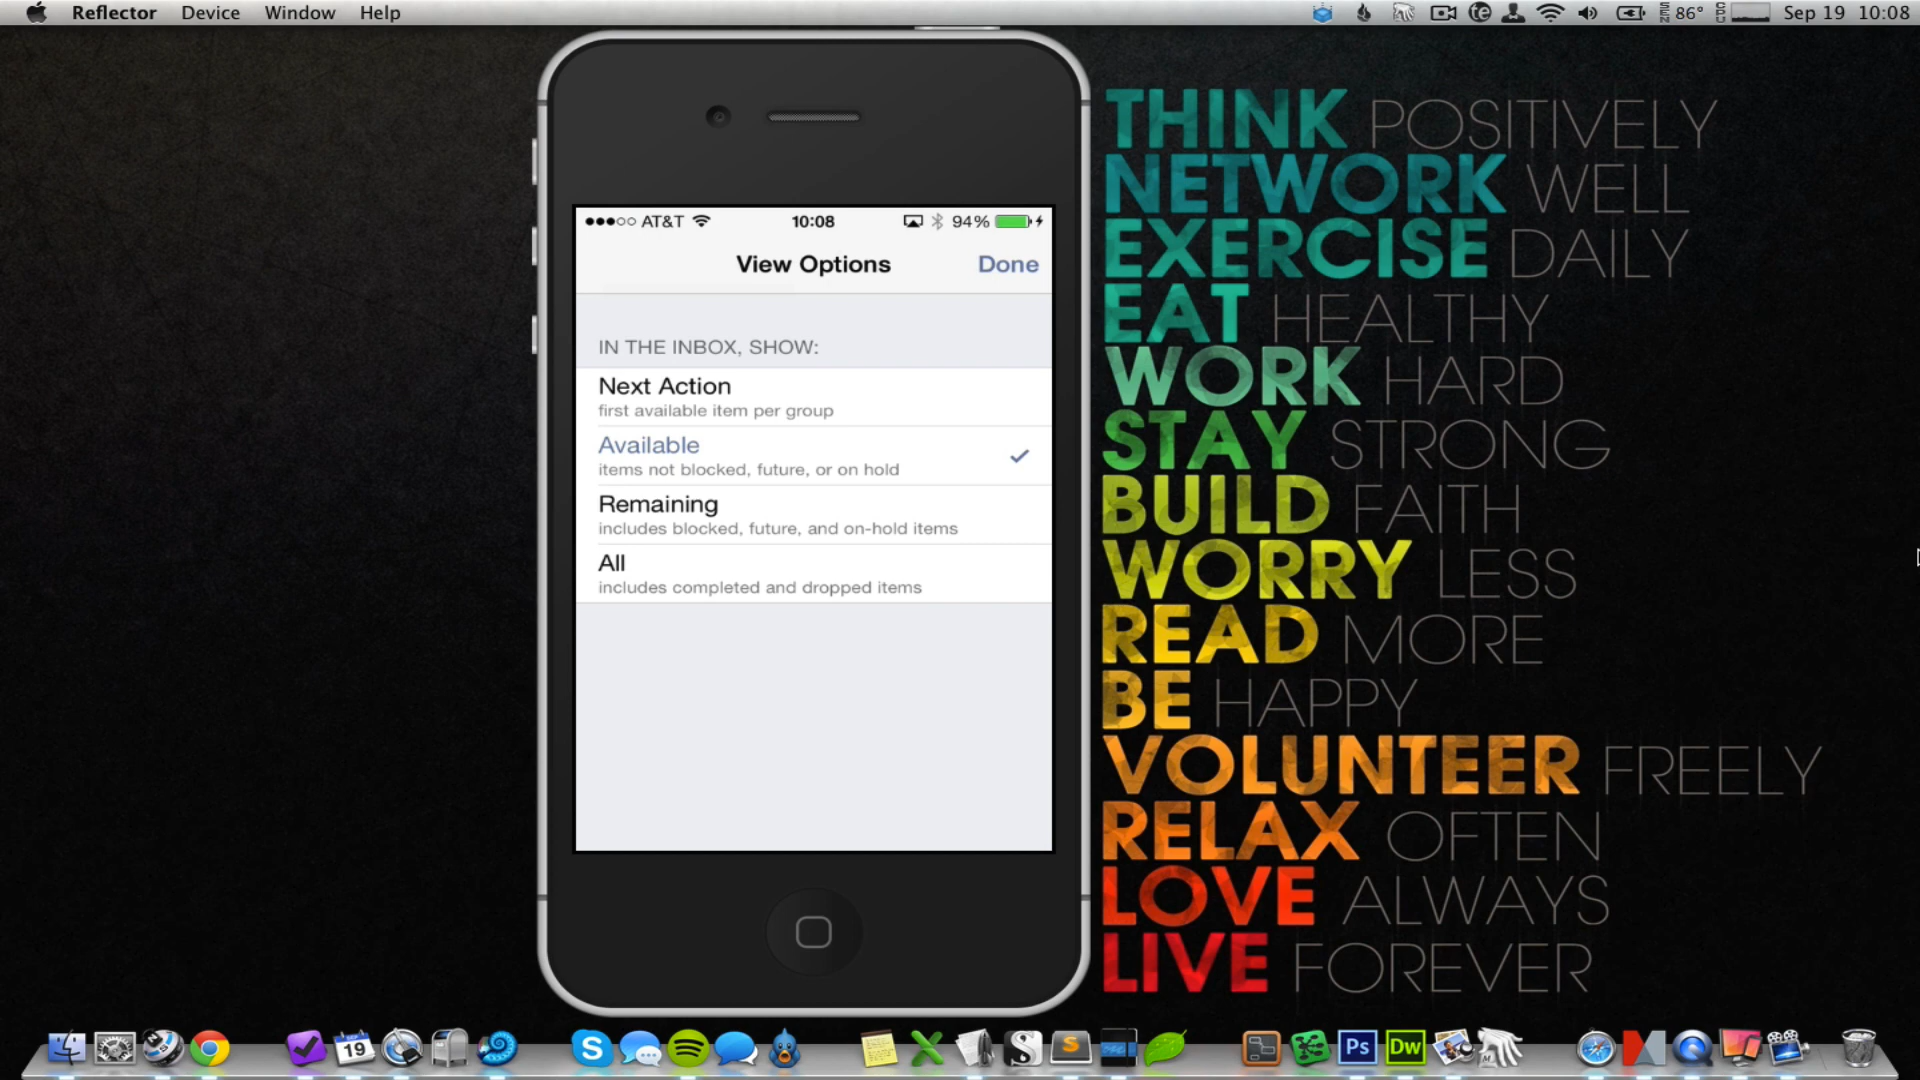 Reflector Device Window Help
SEN 86° CPU Sep 19 10:08
AT&T 10:08 94%
View Options Done
IN THE INBOX, SHOW:
Next Action
first available item per group
Available
items not blocked, future, or on hold
Remaining
includes blocked, future, and on-hold items
All
includes completed and dropped items
THINK POSITIVELY
NETWORK WELL
EXERCISE DAILY
EAT HEALTHY
WORK HARD
STAY STRONG
BUILD FAITH
WORRY LESS
READ MORE
BE HAPPY
VOLUNTEER FREELY
RELAX OFTEN
LOVE ALWAYS
LIVE FOREVER
19 S S S Ps Dw M